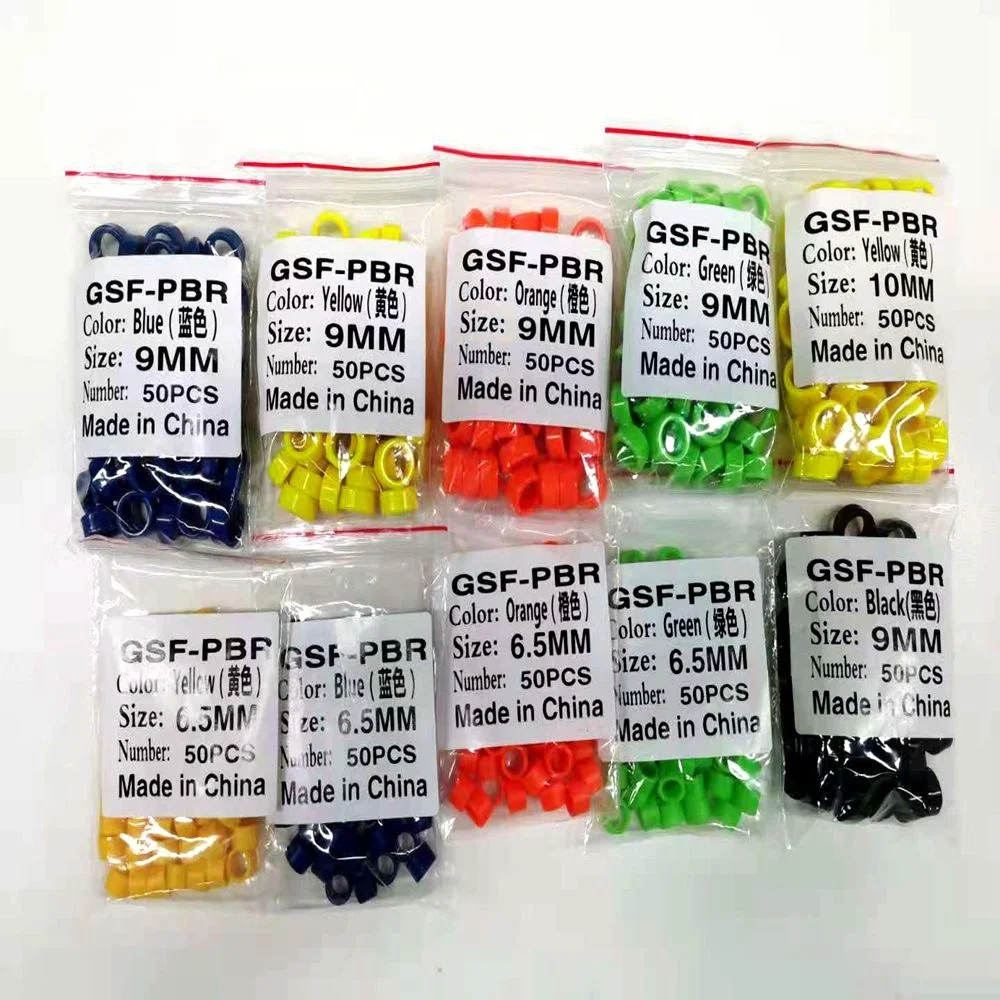 GSF-PBR
Color: Blue (蓝色)
Size: 9MM
Number: 50PCS
Made in China
GSF-PBR
Color: Yellow (黄色)
Size: 9MM
Number: 50PCS
Made in China
GSF-PBR
Color: Orange (橙色)
Size: 9MM
Number: 50PCS
Made in China
GSF-PBR
Color: Green (绿色)
Size: 9MM
Number: 50PCS
Made in China
GSF-PBR
Color: Yellow (黄色)
Size: 10MM
Number: 50PCS
Made in China
GSF-PBR
Color: Yellow (黄色)
Size: 6.5MM
Number: 50PCS
Made in China
GSF-PBR
Color: Blue (蓝色)
Size: 6.5MM
Number: 50PCS
Made in China
GSF-PBR
Color: Orange (橙色)
Size: 6.5MM
Number: 50PCS
Made in China
GSF-PBR
Color: Green (绿色)
Size: 6.5MM
Number: 50PCS
Made in China
GSF-PBR
Color: Black(黑色)
Size: 9MM
Number: 50PCS
Made in China